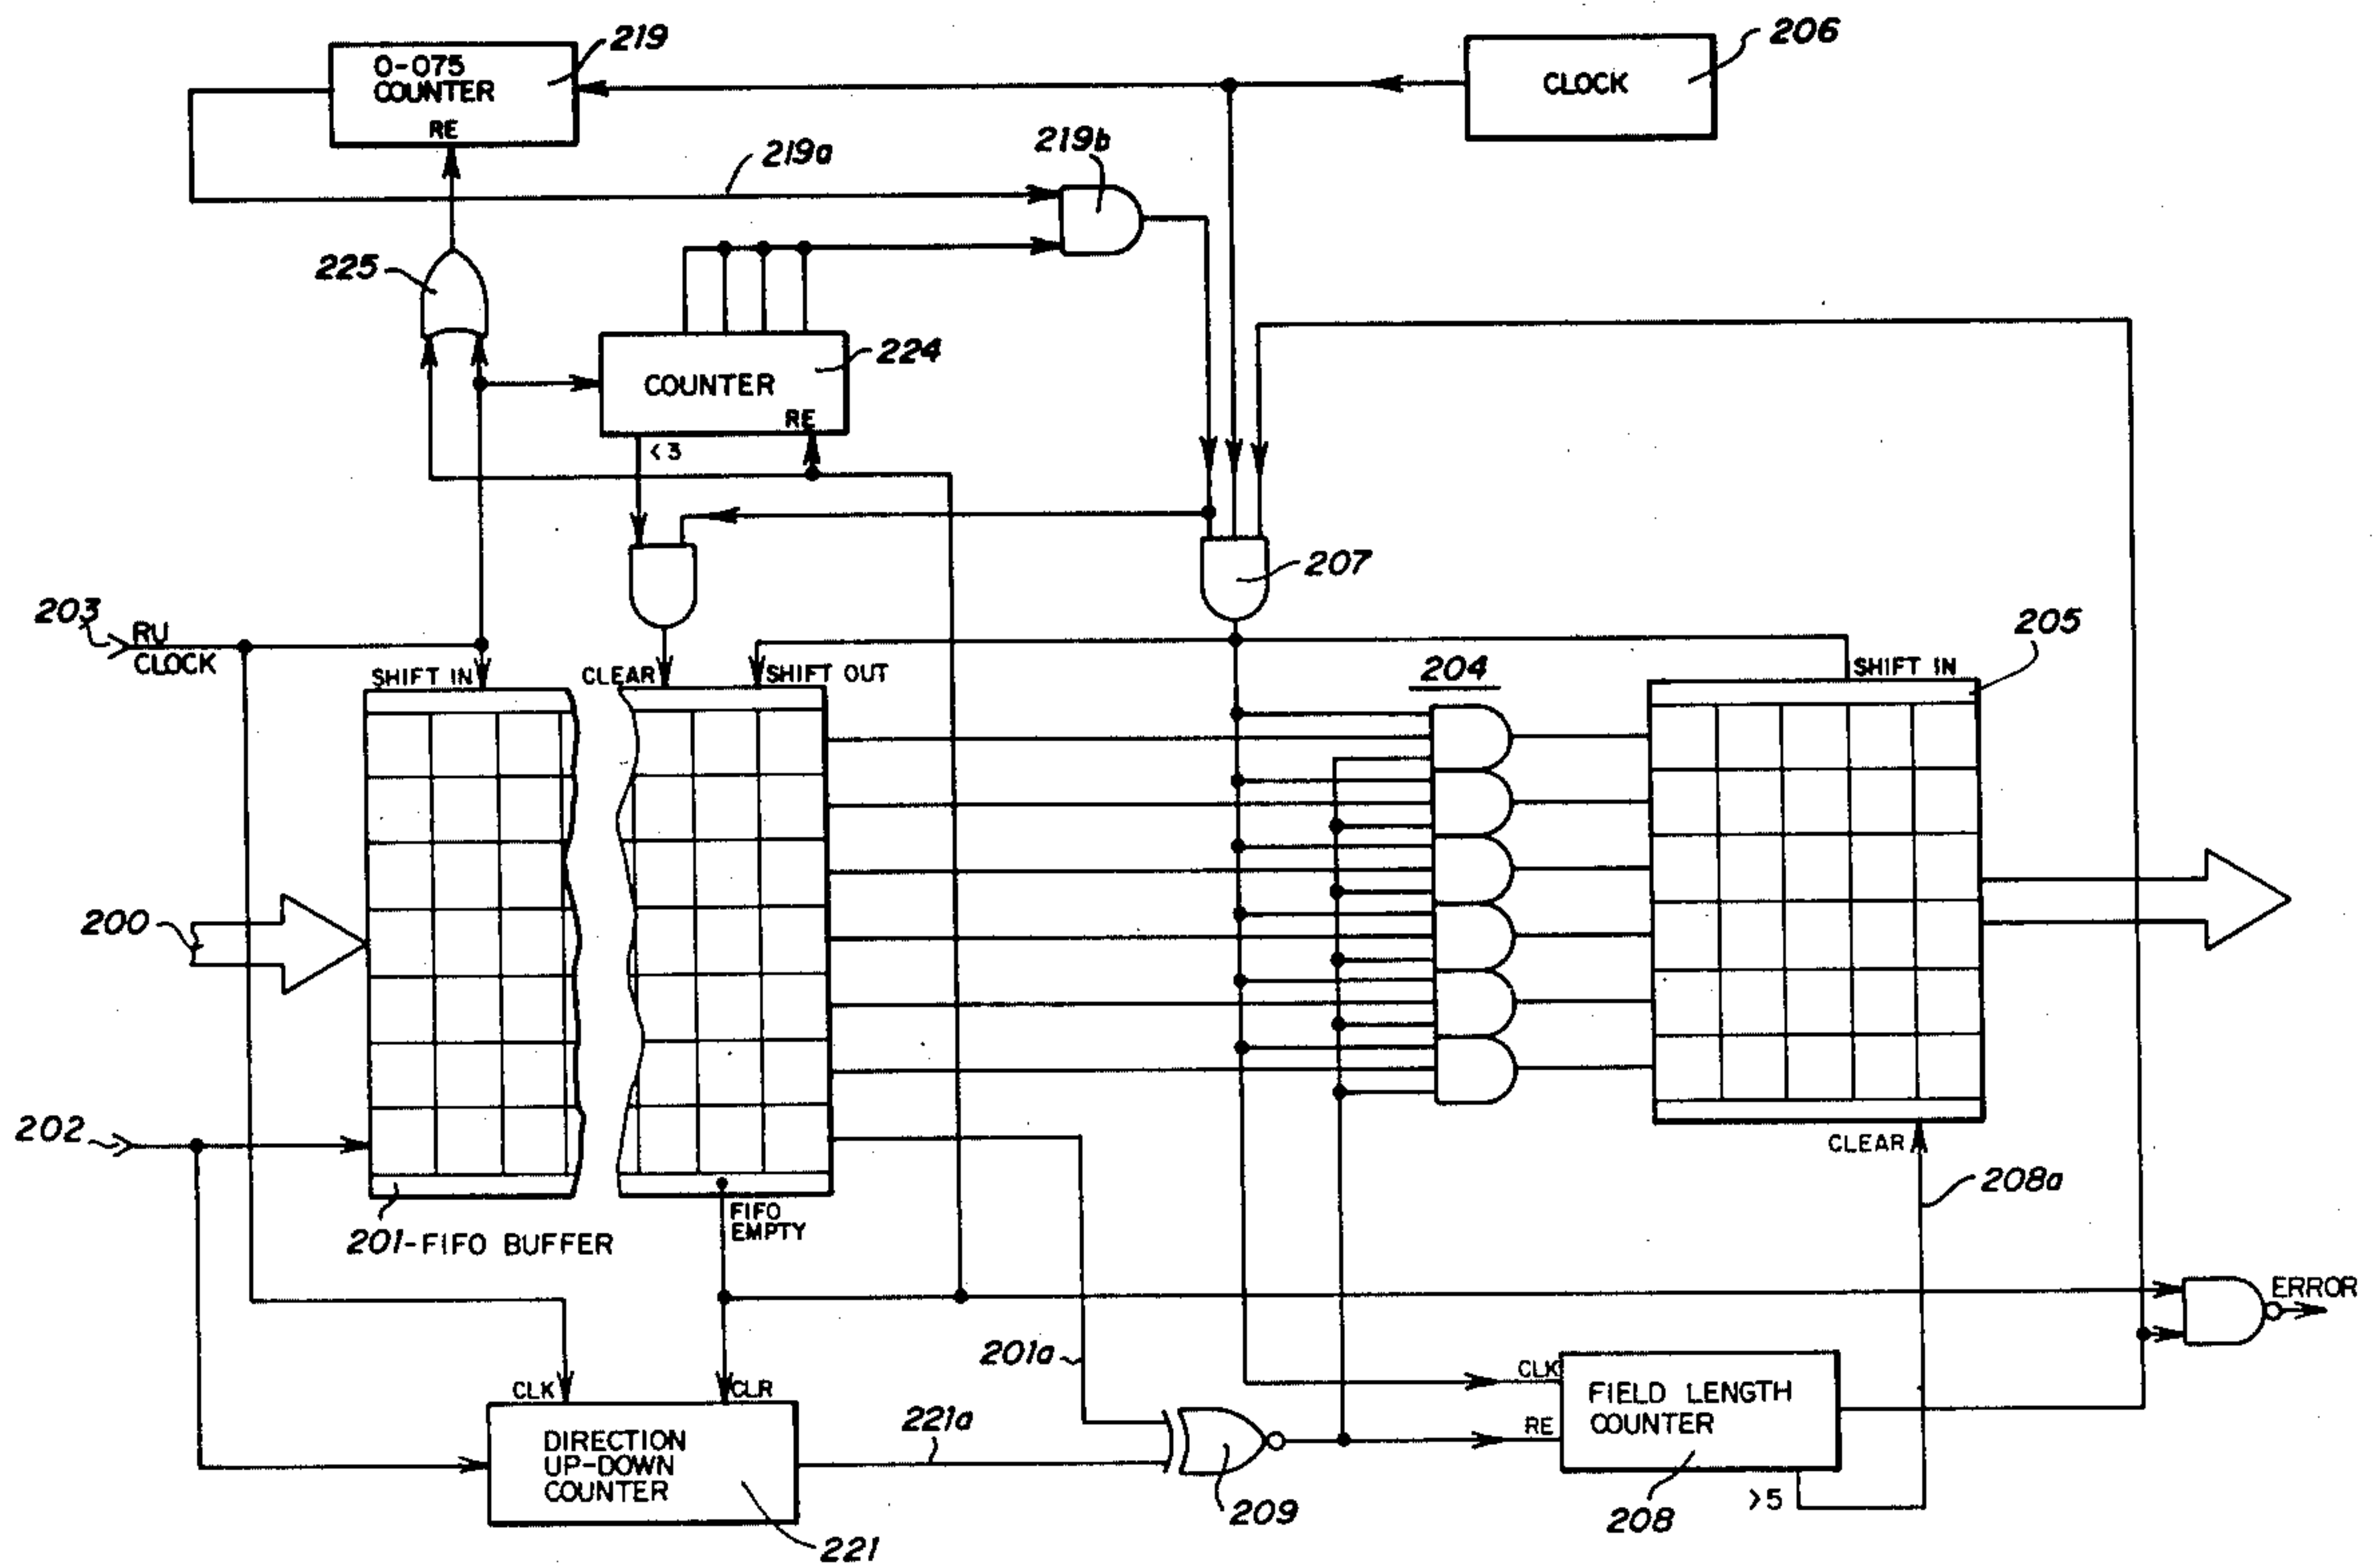 219
206
0-075
COUNTER
RE
CLOCK
219a
219b
225
224
COUNTER
RE
<3
207
203
RU
CLOCK
205
SHIFT IN
CLEAR
SHIFT OUT
204
SHIFT IN
200
202
CLEAR
208a
FIFO
EMPTY
201-FIFO BUFFER
ERROR
201a
CLK
CLR
CLK
FIELD LENGTH
COUNTER
221a
RE
DIRECTION
UP-DOWN
COUNTER
209
>5
208
221